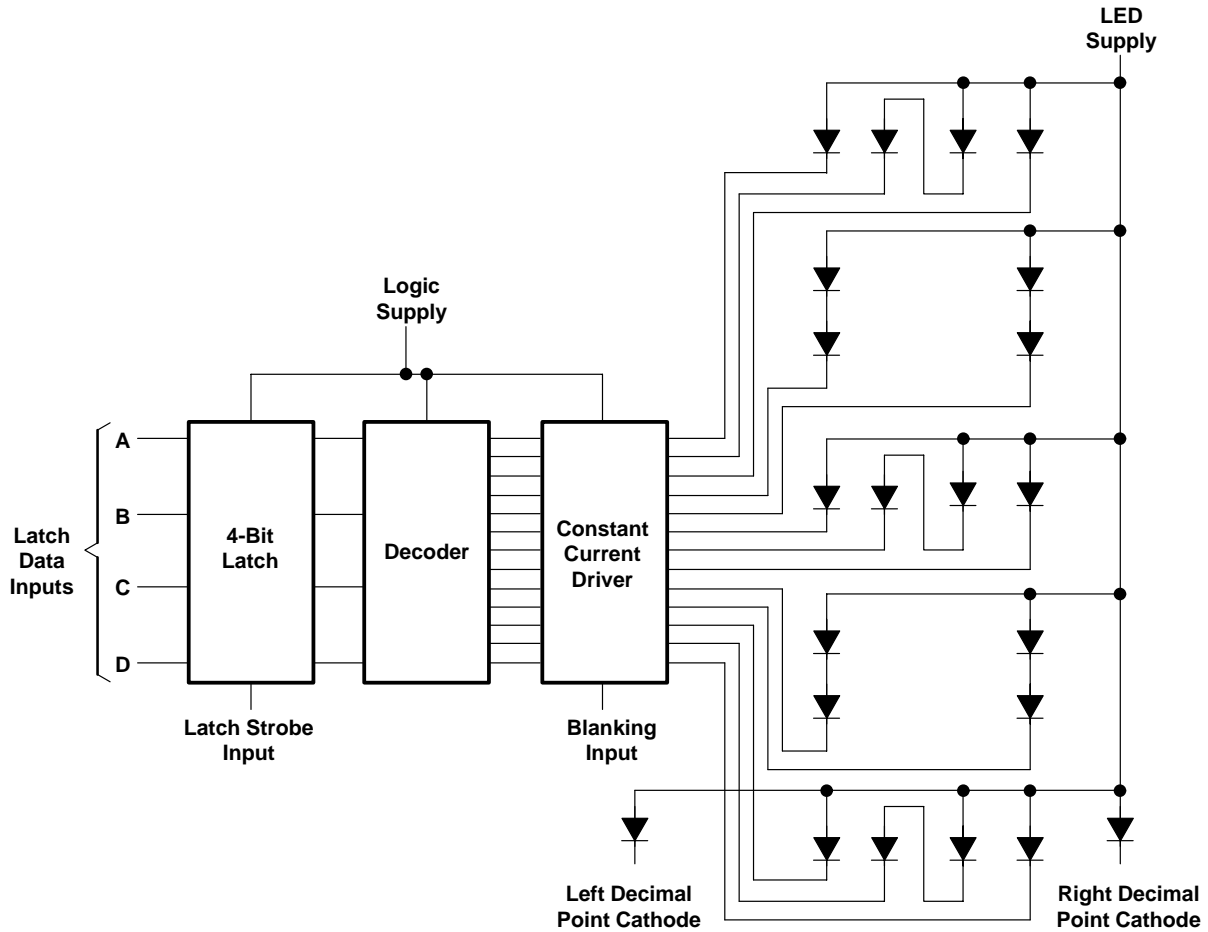 LED
Supply
Logic
Supply
Latch
Data
Inputs
A
B
C
D
4-Bit
Latch
Decoder
Constant
Current
Driver
Latch Strobe
Input
Blanking
Input
Left Decimal
Point Cathode
Right Decimal
Point Cathode